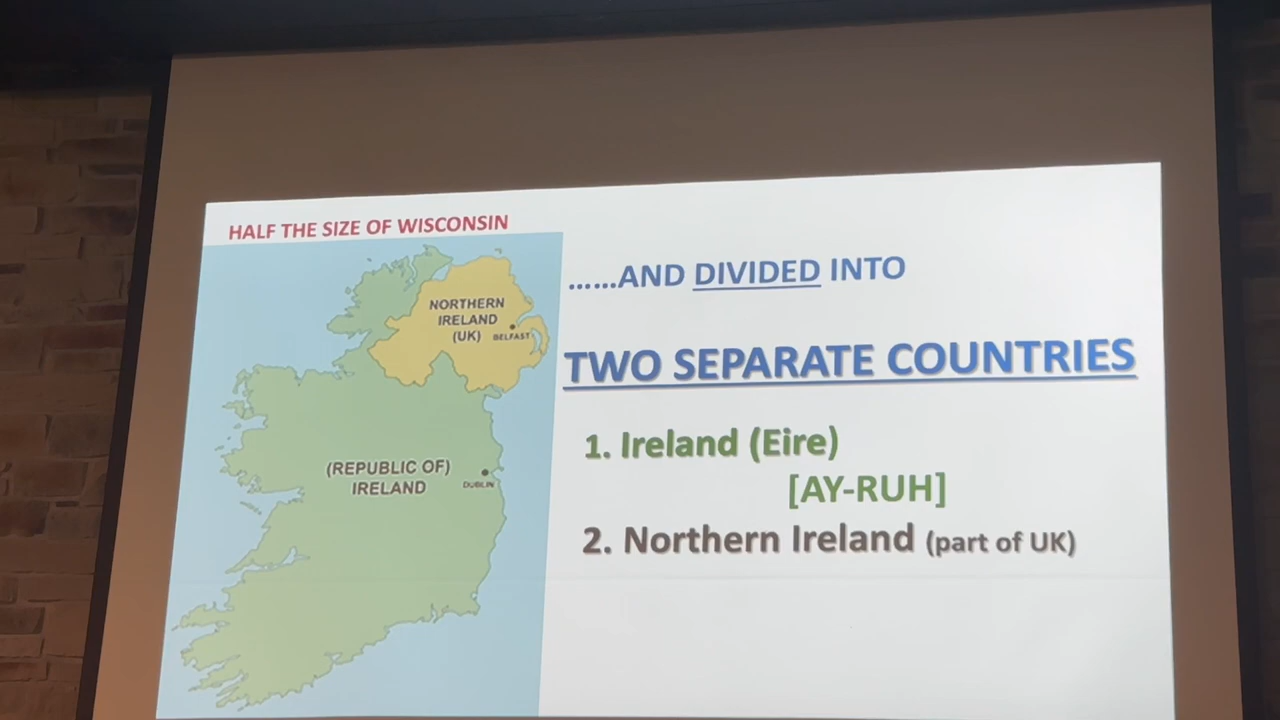 HALF THE SIZE OF WISCONSIN
NORTHERN
IRELAND
(UK)
BELFAST
(REPUBLIC OF)
IRELAND
DUBLIN
......AND DIVIDED INTO
TWO SEPARATE COUNTRIES
1. Ireland (Eire)
[AY-RUH]
2. Northern Ireland (part of UK)